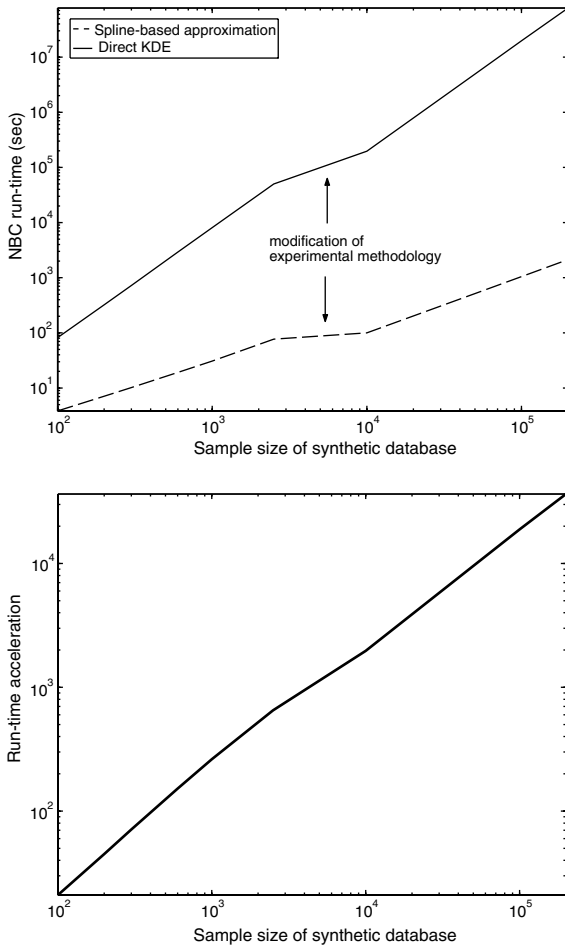 Spline-based approximation
Direct KDE
NBC run-time (sec)
10^7
10^6
10^5
10^4
10^3
10^2
10^1
modification of
experimental methodology
10^2
10^3
10^4
10^5
Sample size of synthetic database
Run-time acceleration
10^4
10^3
10^2
10^2
10^3
10^4
10^5
Sample size of synthetic database